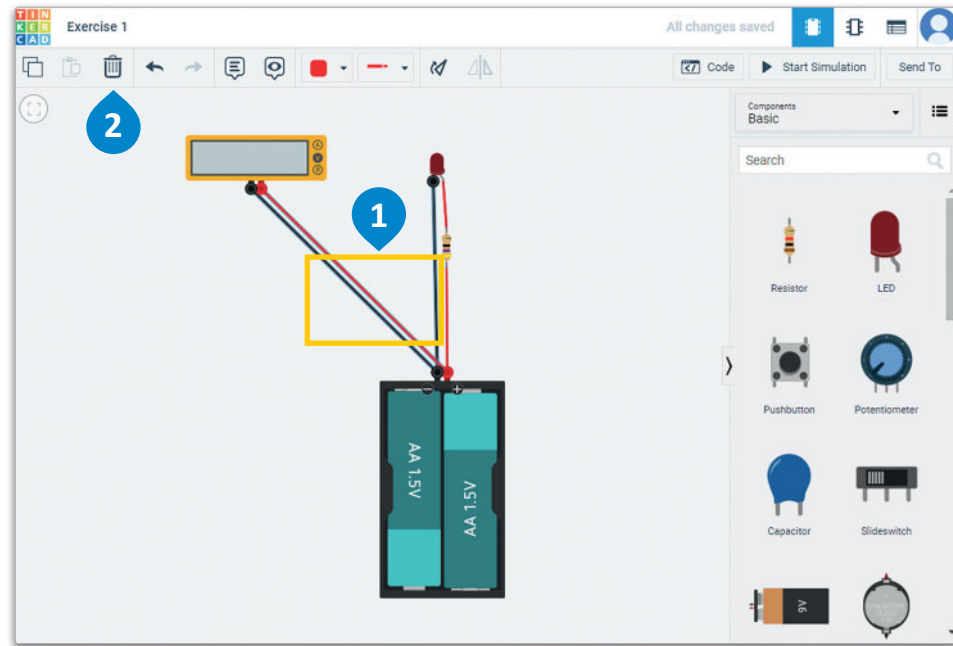 TIN
KER
CAD
Exercise 1
All changes saved
Code
Start Simulation
Send To
2
Components
Basic
Search
A
V
R
1
Resistor
LED
Pushbutton
Potentiometer
AA 1.5V
AA 1.5V
Capacitor
Slideswitch
9V